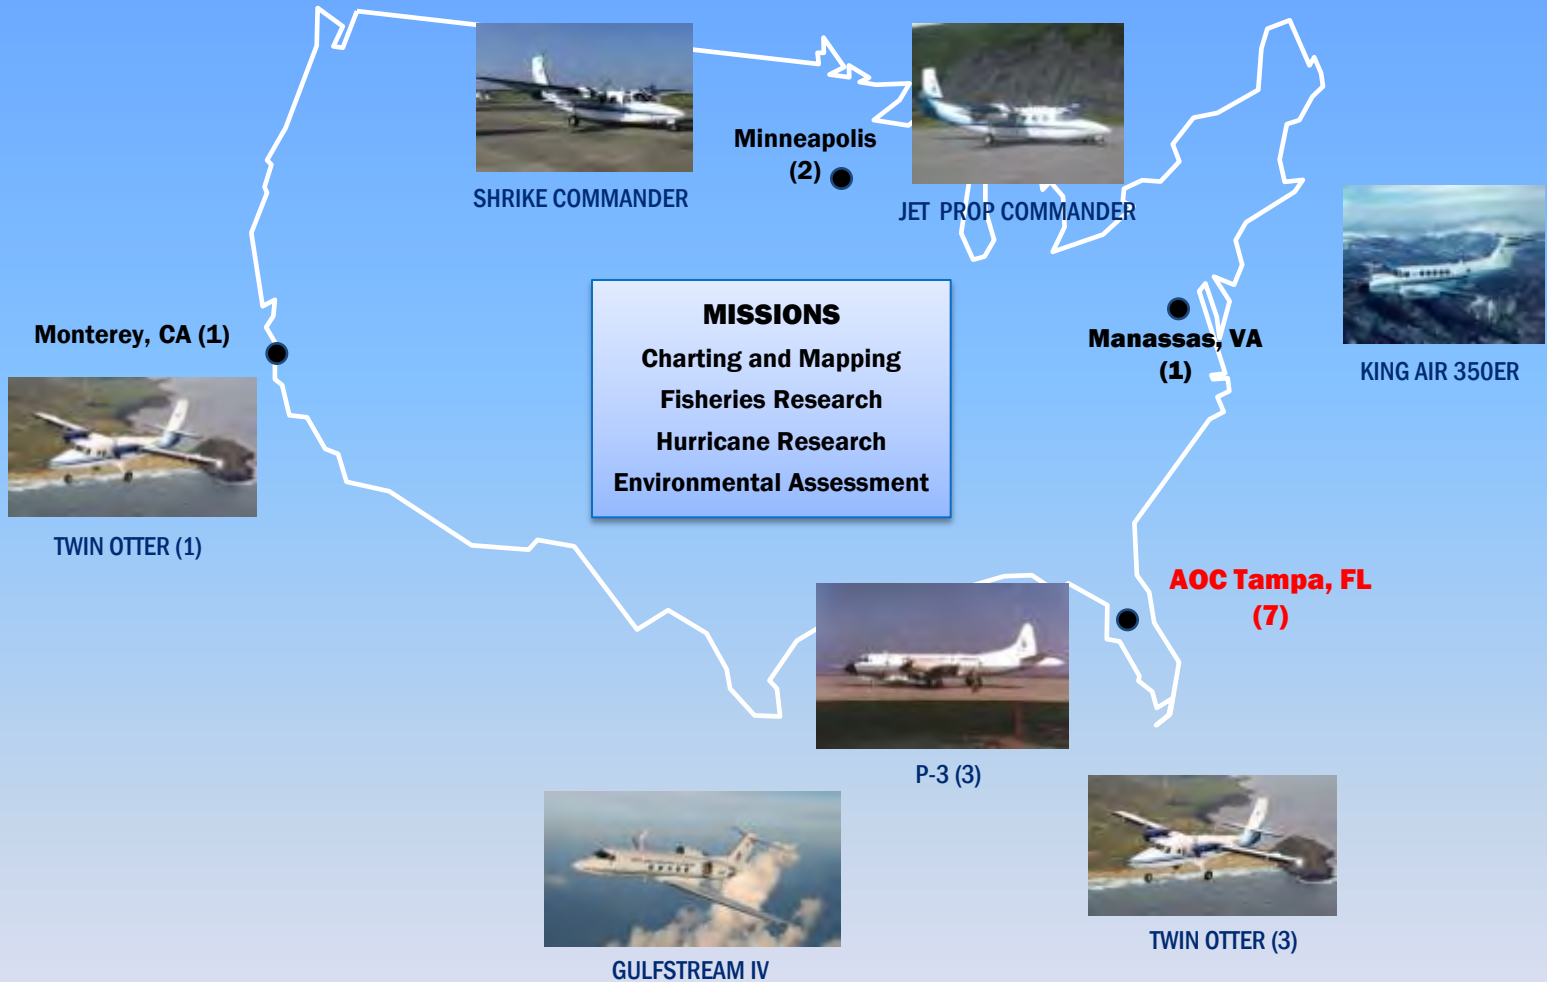 SHRIKE COMMANDER
Minneapolis
(2)
JET PROP COMMANDER
KING AIR 350ER
Monterey, CA (1)
TWIN OTTER (1)
MISSIONS
Charting and Mapping
Fisheries Research
Hurricane Research
Environmental Assessment
Manassas, VA
(1)
AOC Tampa, FL
(7)
P-3 (3)
GULFSTREAM IV
TWIN OTTER (3)